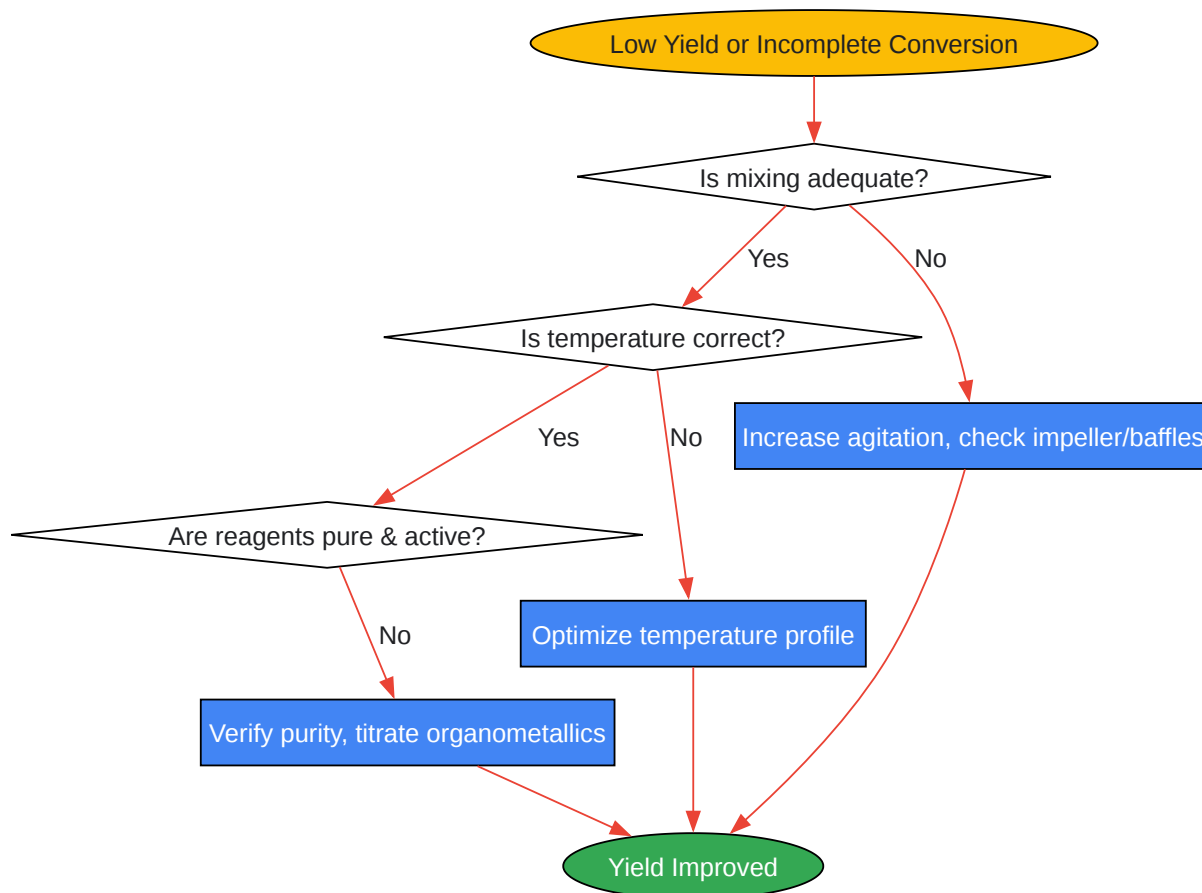 Low Yield or Incomplete Conversion
Is mixing adequate?
Yes
No
Is temperature correct?
Yes
No
Increase agitation, check impeller/baffles
Are reagents pure & active?
No
Optimize temperature profile
Verify purity, titrate organometallics
Yield Improved